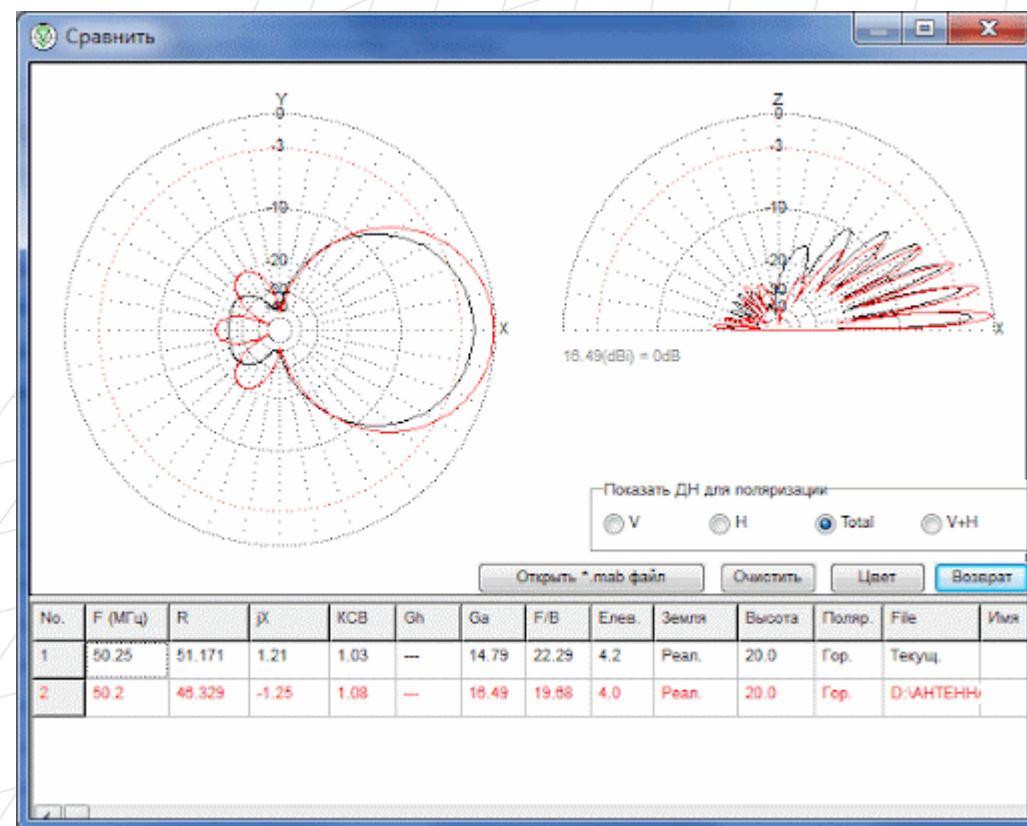 Сравнить
Y
0
-3
-10
-20
X
Z
0
-3
-10
-20
X
16.49(dBi) = 0dB
Показать ДН для поляризации
V H Total V+H
Открыть *.mab файл Очистить Цвет Возврат
No. F (МГц) R jX КСВ Gh Ga F/B Елев. Земля Высота Поляр. File Имя
1 50.25 51.171 1.21 1.03 --- 14.79 22.29 4.2 Реал. 20.0 Гор. Текущ.
2 50.2 46.329 -1.25 1.08 --- 16.49 19.68 4.0 Реал. 20.0 Гор. D:\АНТЕНН